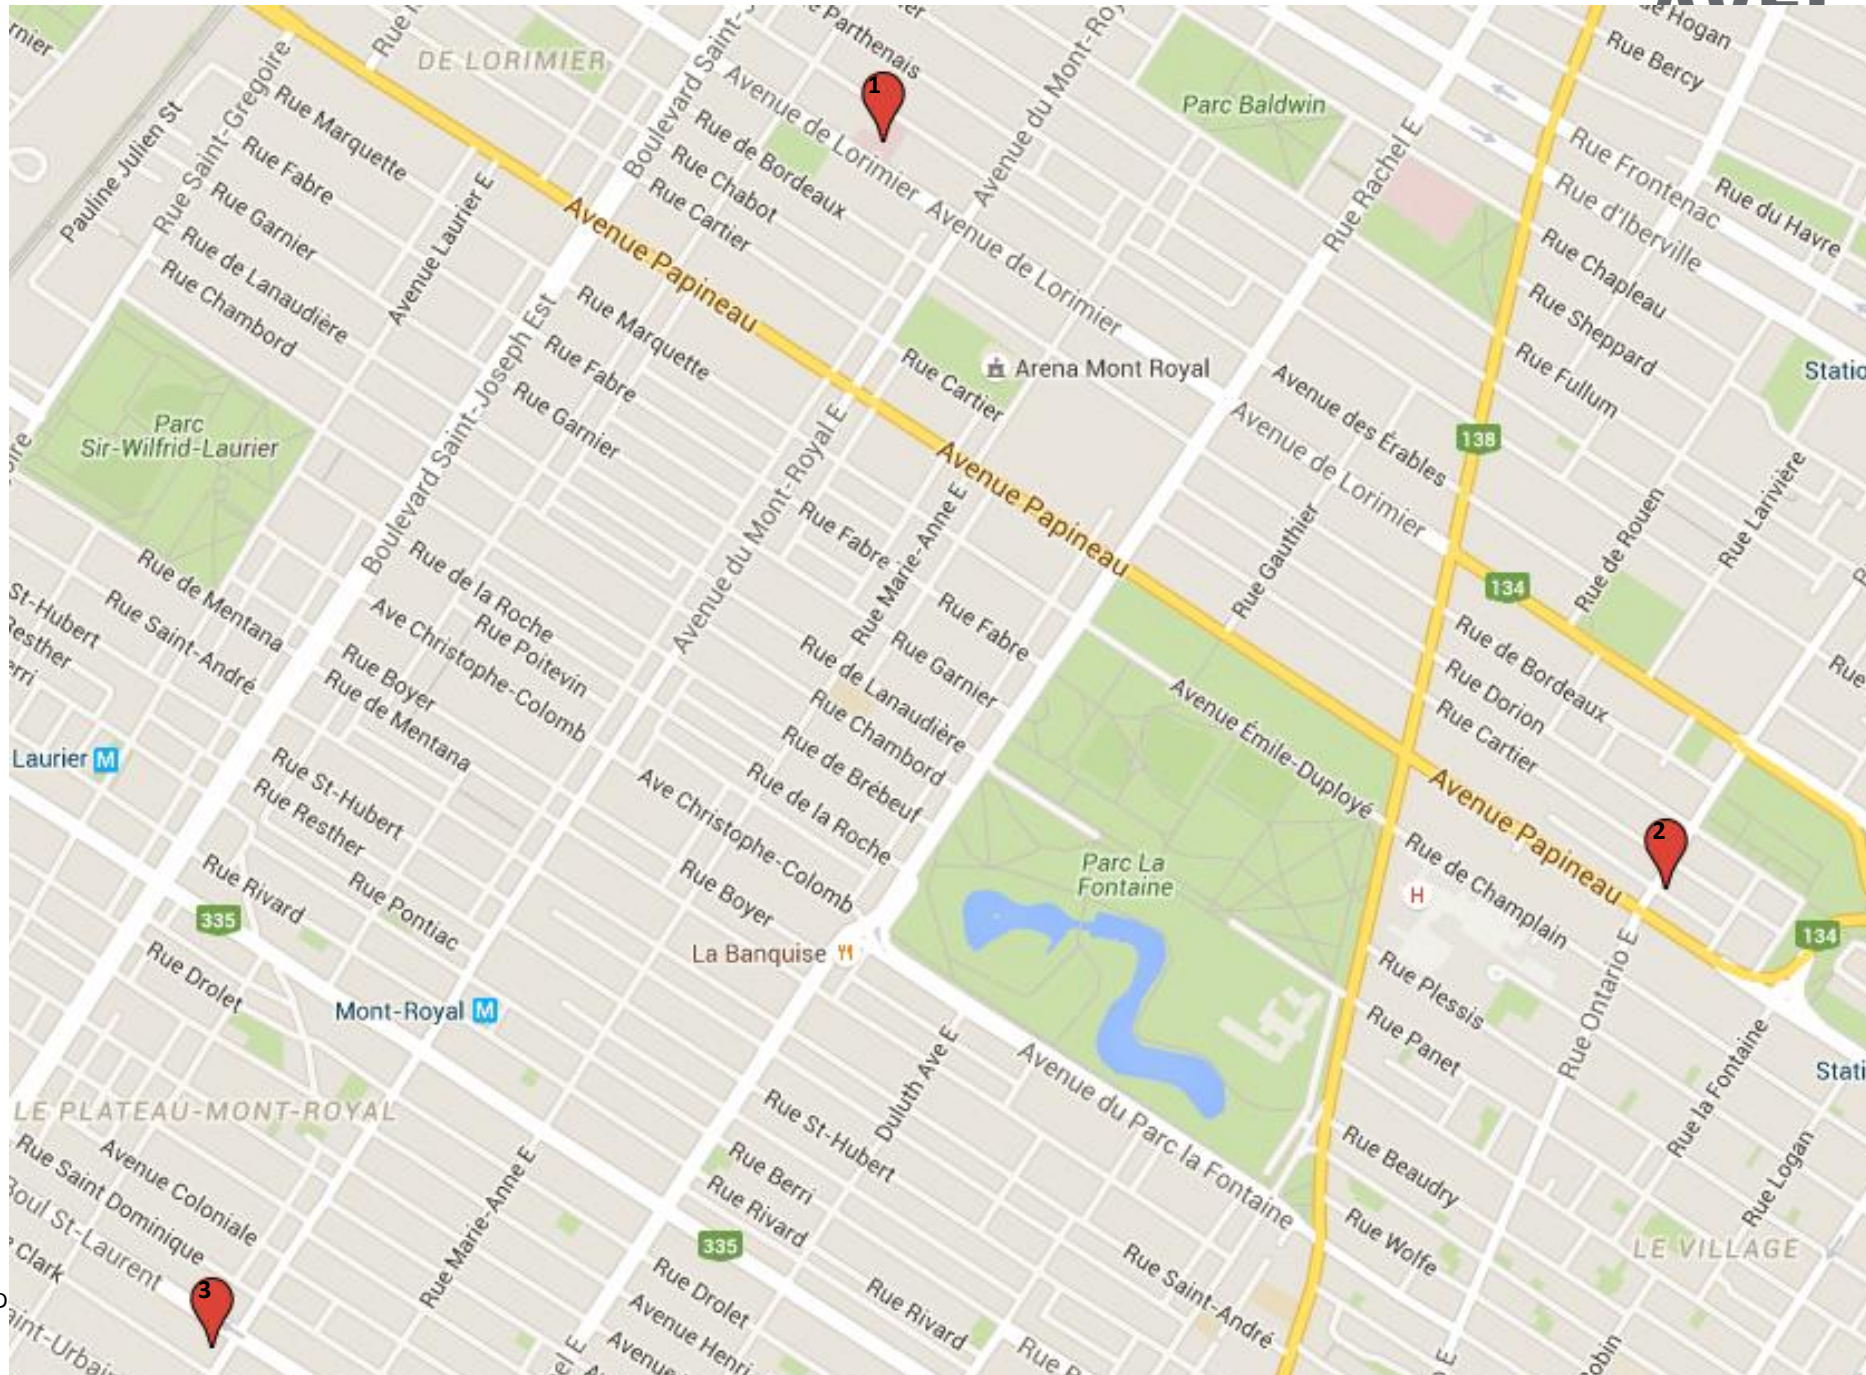 Rue Parthenais
Rue Bercy
DE LORIMIER
Boulevard Saint-
Avenue du Mont-Roy
1
Parc Baldwin
Rue Saint-Gregoire
Rue Marquette
Avenue de Lorimier
Rue de Bordeaux
Pauline Julien St
Rue Fabre
Rue Chabot
Rue Rachel E
Rue Frontenac
Rue d'Iberville
Rue du Havre
Rue Garnier
Avenue Laurier E
Rue Cartier
Avenue Papineau
Avenue de Lorimier
Rue de Lanaudière
Rue Chambord
Rue Chapleau
Rue Sheppard
Rue Marquette
Rue Fabre
Rue Garnier
Boulevard Saint-Joseph Est
Rue Cartier
Arena Mont Royal
Rue Fullum
Avenue des Érables
Avenue de Lorimier
138
Parc
Sir-Wilfrid-Laurier
Avenue du Mont-Royal E
Avenue Papineau
Rue Fabre
Rue Marie-Anne E
Rue Gauthier
Rue de Rouen
Rue Larivière
134
Rue de Mentana
Rue Saint-André
St-Hubert
Resther
Rue de la Roche
Rue Poitevin
Ave Christophe-Colomb
Rue Boyer
Rue de Mentana
Rue Fabre
Rue Garnier
Rue de Lanaudière
Rue Chambord
Rue de Brébeuf
Rue de la Roche
Rue de Bordeaux
Rue Dorion
Rue Cartier
Avenue Émile-Duployé
Laurier M
Rue St-Hubert
Rue Resther
Ave Christophe-Colomb
Rue Boyer
Avenue Papineau
2
Parc La
Fontaine
Rue de Champlain
H
Rue Rivard
Rue Pontiac
335
La Banquise
134
Rue Drolet
Mont-Royal M
Rue Plessis
Rue Panet
Rue Ontario E
Rue la Fontaine
Duluth Ave E
Avenue du Parc la Fontaine
LE PLATEAU-MONT-ROYAL
Rue St-Hubert
Rue Berri
Rue Rivard
Rue Beaudry
Rue Logan
Avenue Coloniale
Rue Saint Dominique
Boul St-Laurent
Clark
Rue Marie-Anne E
335
Rue Wolfe
LE VILLAGE
3
Rue Drolet
Rue Rivard
Rue Saint-André
Avenue Henri